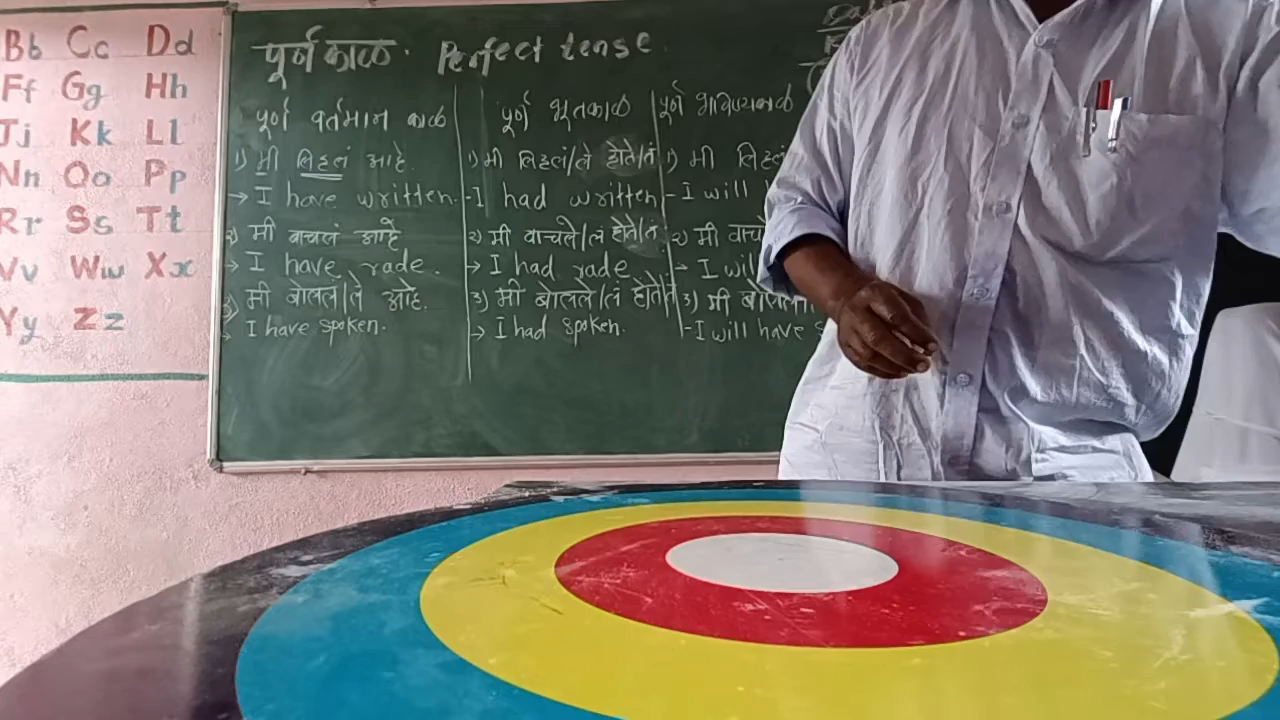 Bb Cc Dd
Ff Gg Hh
Jj Kk Ll
Nn Oo Pp
Rr Ss Tt
Vv Ww Xx
Yy Zz
पूर्ण काळ. Perfect tense.
पूर्ण वर्तमान काळ
1) मी लिहलं आहे.
→ I have written.
2) मी वाचलं आहे
→ I have rade.
3) मी बोललं/ले आहे.
→ I have spoken.
पूर्ण भूतकाळ
1) मी लिहलं/ले होते/तं
- I had written
2) मी वाचले/लं होते/तं
→ I had rade
3) मी बोलले/लं होते/तं
→ I had spoken.
पूर्ण भविष्यकाळ
1) मी लिहलं
- I will
2) मी
→ I
3) मी
- I will have